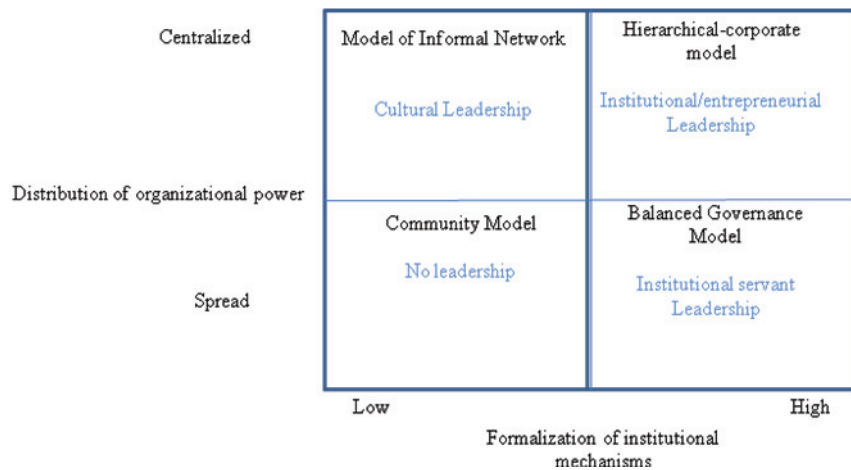 Centralized
Model of Informal Network
Hierarchical-corporate
model
Cultural Leadership
Institutional/entrepreneurial
Leadership
Distribution of organizational power
Community Model
Balanced Governance
Model
No leadership
Institutional servant
Leadership
Spread
Low
High
Formalization of institutional
mechanisms